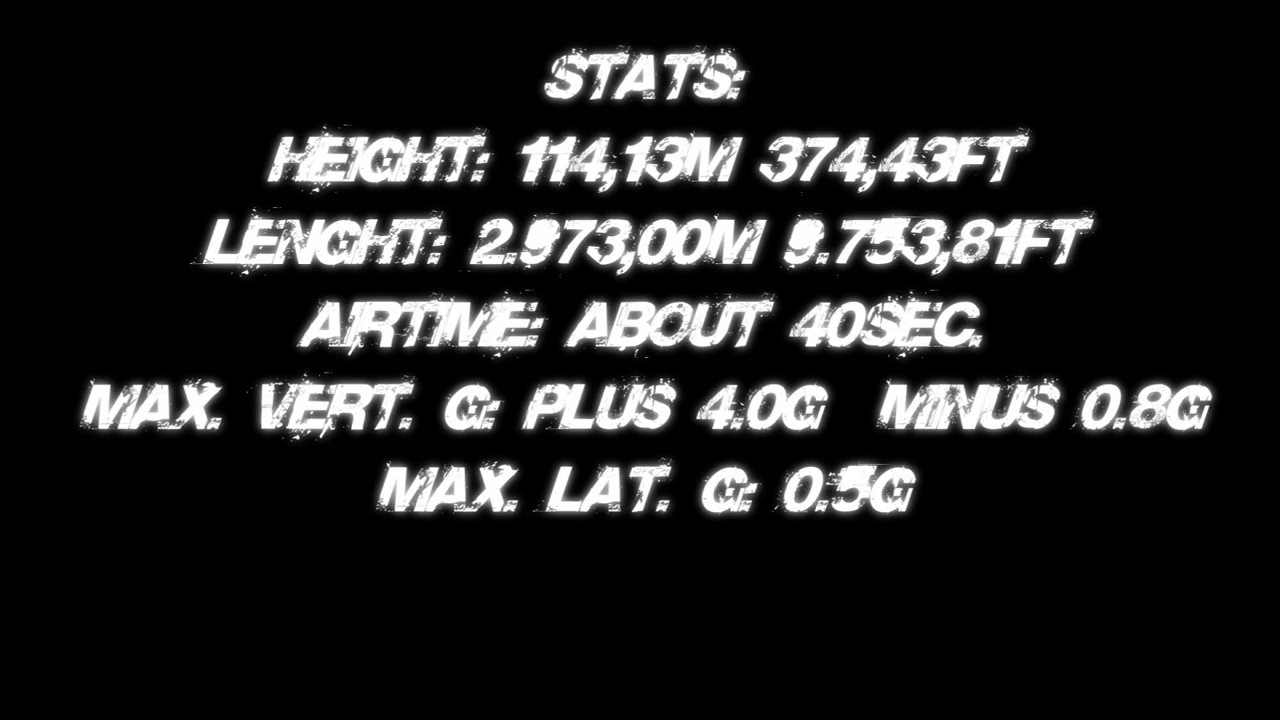 STATS:
HEIGHT: 114,13M 374,43FT
LENGHT: 2.973,00M 9.753,81FT
AIRTIME: ABOUT 40SEC.
MAX. VERT. G: PLUS 4.0G MINUS 0.8G
MAX. LAT. G: 0.5G